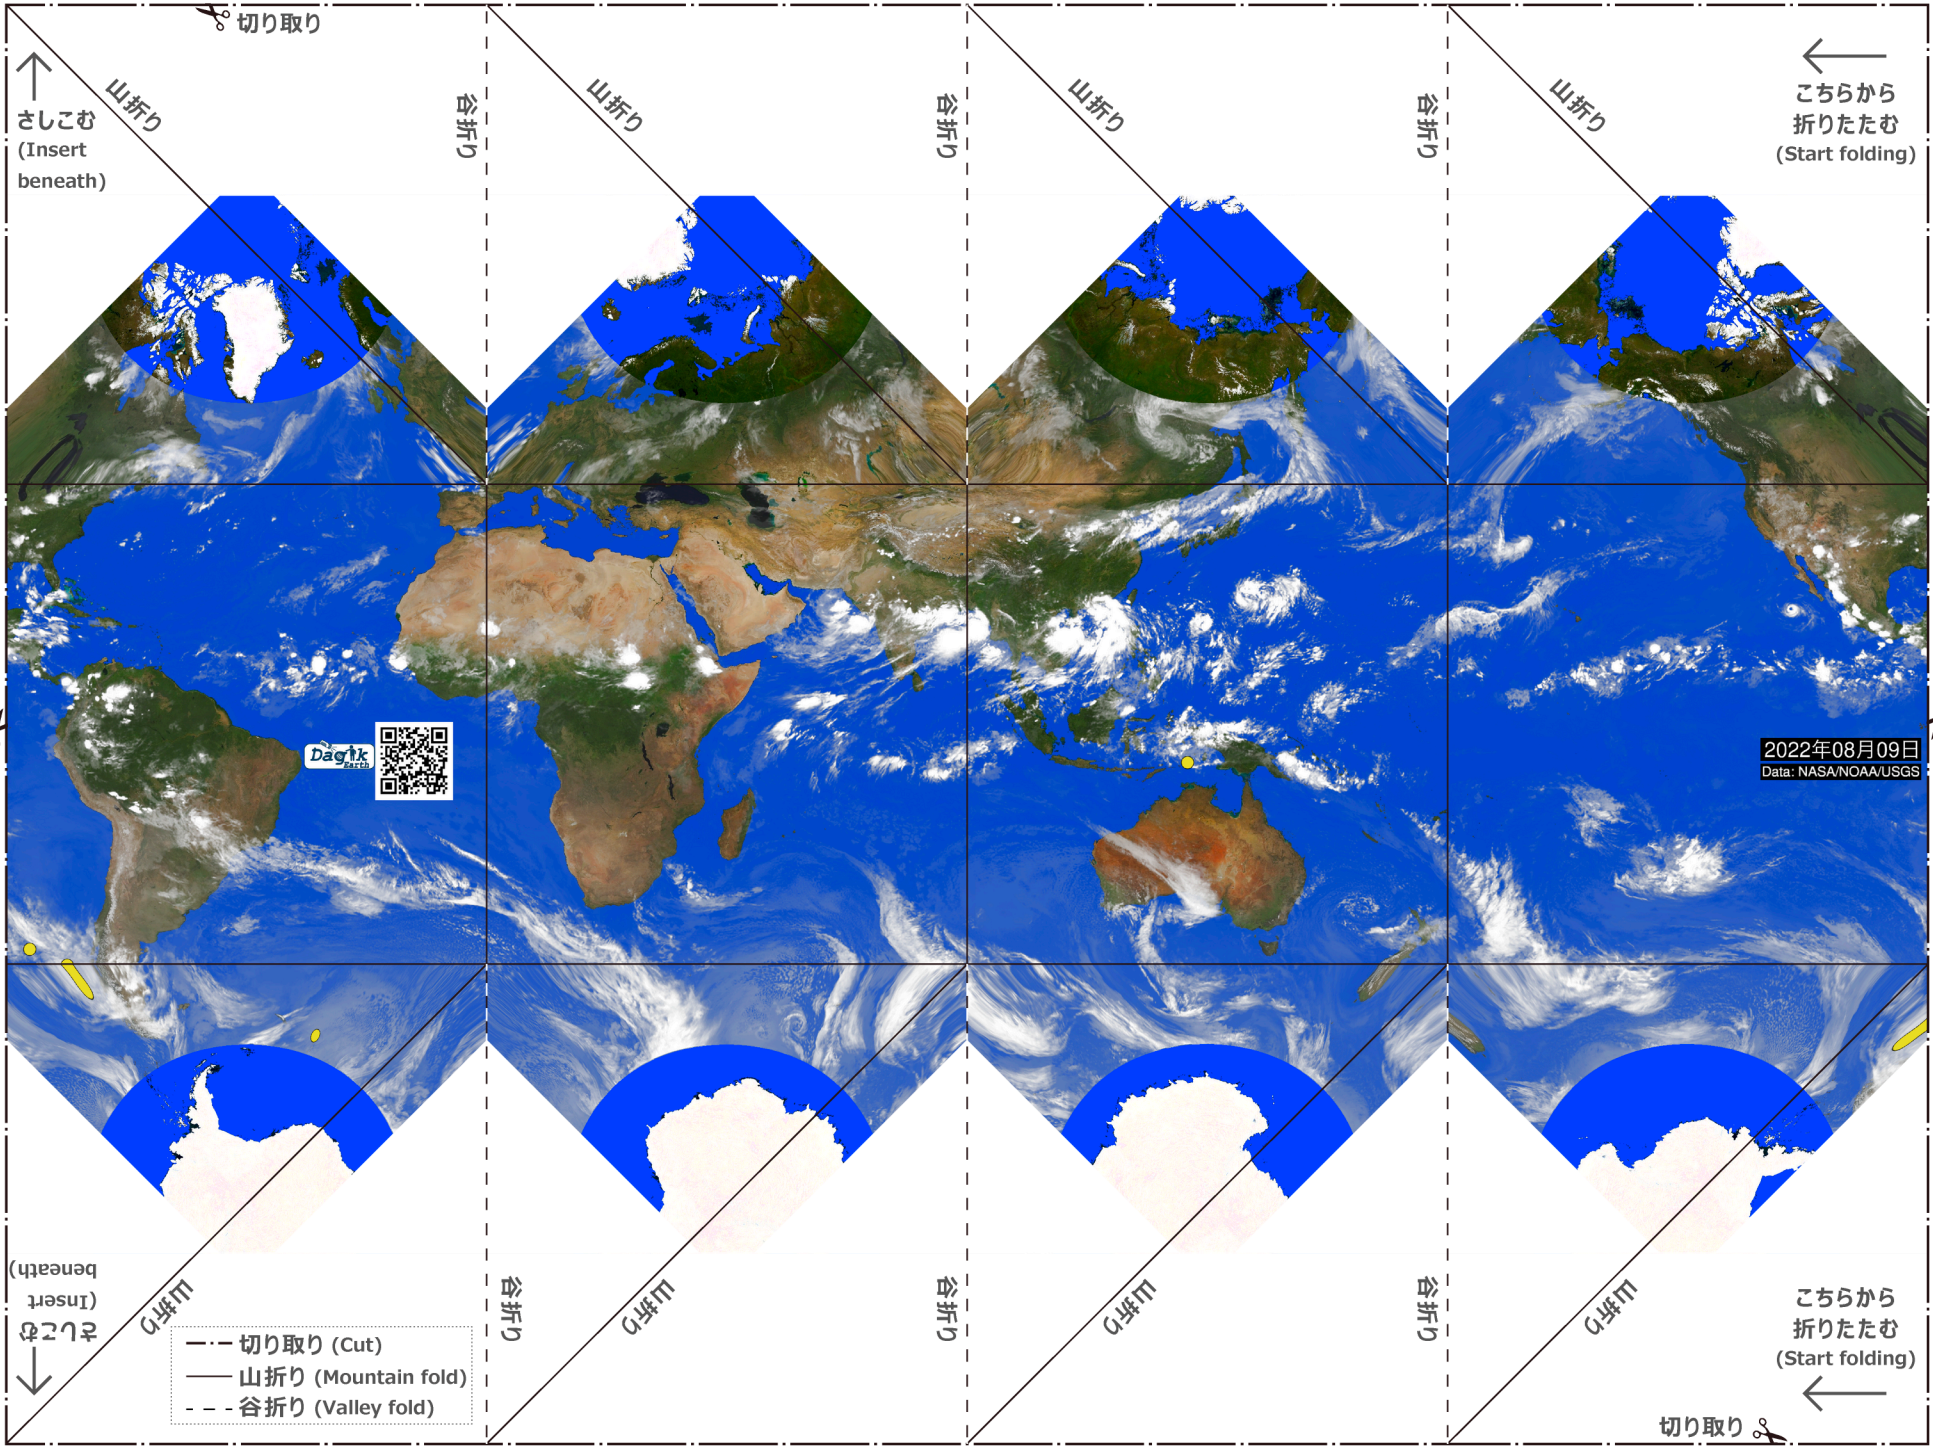 切り取り
さしこむ
(Insert
beneath)
山折り
谷折り
山折り
谷折り
山折り
谷折り
山折り
こちらから
折りたたむ
(Start folding)
Dagik
Earth
2022年08月09日
Data: NASA/NOAA/USGS
さしこむ
(Insert
beneath)
山折り
谷折り
山折り
谷折り
山折り
谷折り
山折り
こちらから
折りたたむ
(Start folding)
切り取り (Cut)
山折り (Mountain fold)
谷折り (Valley fold)
切り取り